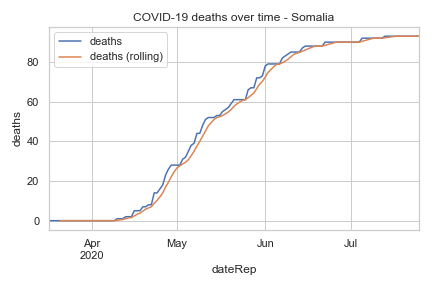 COVID-19 deaths over time - Somalia
deaths
deaths (rolling)
80
60
40
20
0
deaths
Apr
2020
May
Jun
Jul
dateRep